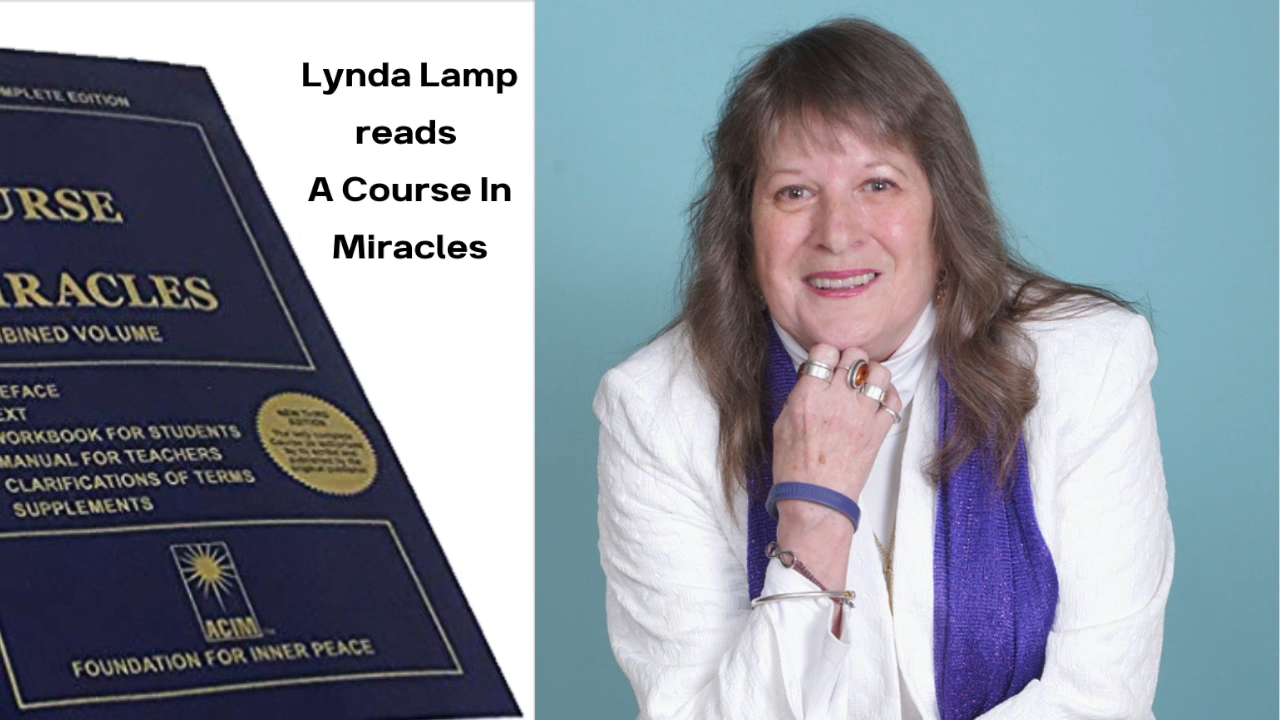 Lynda Lamp
reads
A Course In
Miracles
MPLETE EDITION
URSE
IRACLES
MBINED VOLUME
EFACE
EXT
WORKBOOK FOR STUDENTS
MANUAL FOR TEACHERS
CLARIFICATIONS OF TERMS
SUPPLEMENTS
NEW THIRD
EDITION
ACIM
FOUNDATION FOR INNER PEACE